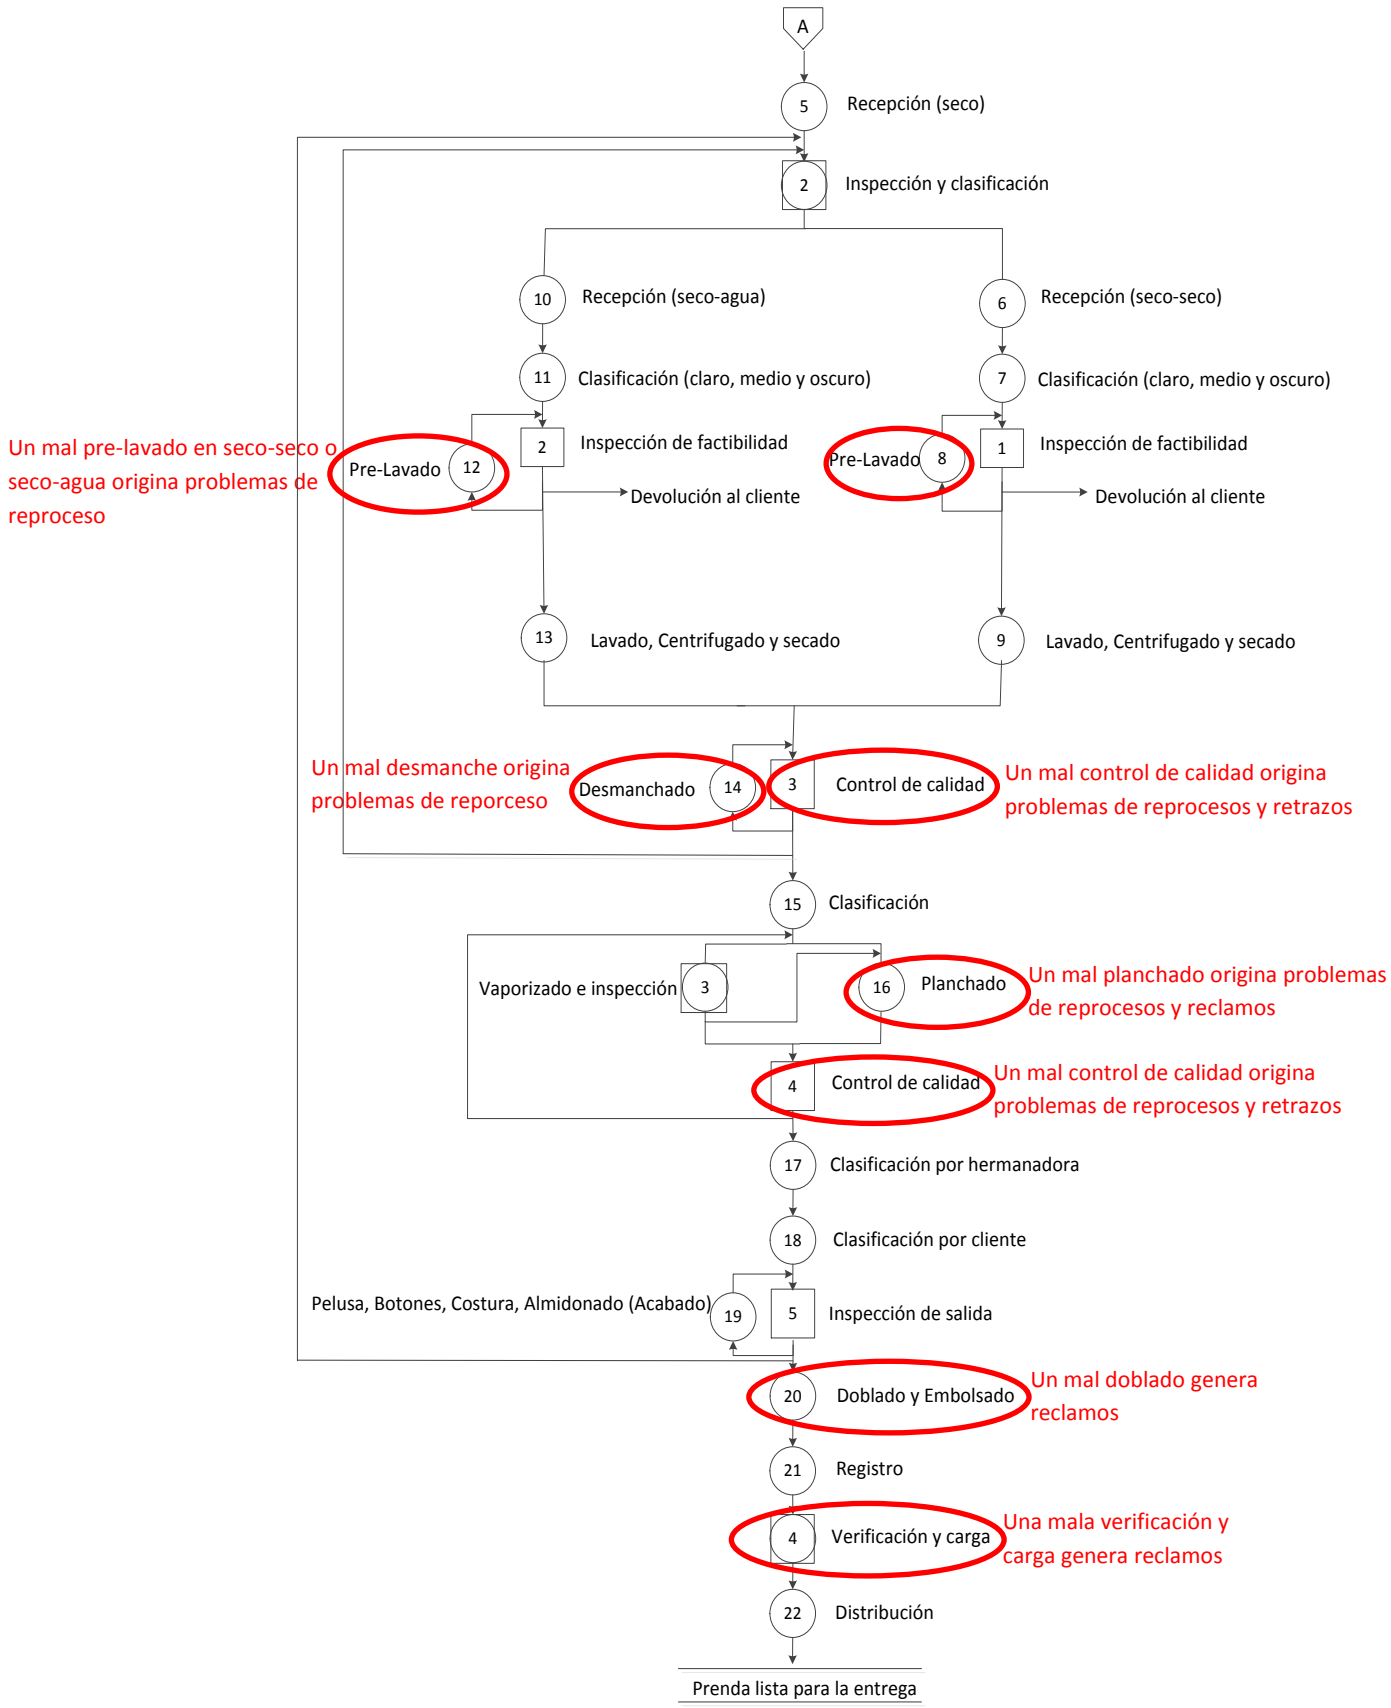 A
5
Recepción (seco)
2
Inspección y clasificación
10
Recepción (seco-agua)
6
Recepción (seco-seco)
11
Clasificación (claro, medio y oscuro)
7
Clasificación (claro, medio y oscuro)
Un mal pre-lavado en seco-seco o
seco-agua origina problemas de
reproceso
Pre-Lavado
12
2
Inspección de factibilidad
Pre-Lavado
8
1
Inspección de factibilidad
Devolución al cliente
Devolución al cliente
13
Lavado, Centrifugado y secado
9
Lavado, Centrifugado y secado
Un mal desmanche origina
problemas de reporceso
Desmanchado
14
3
Control de calidad
Un mal control de calidad origina
problemas de reprocesos y retrazos
15
Clasificación
Vaporizado e inspección
3
16
Planchado
Un mal planchado origina problemas
de reprocesos y reclamos
4
Control de calidad
Un mal control de calidad origina
problemas de reprocesos y retrazos
17
Clasificación por hermanadora
18
Clasificación por cliente
Pelusa, Botones, Costura, Almidonado (Acabado)
19
5
Inspección de salida
20
Doblado y Embolsado
Un mal doblado genera
reclamos
21
Registro
4
Verificación y carga
Una mala verificación y
carga genera reclamos
22
Distribución
Prenda lista para la entrega